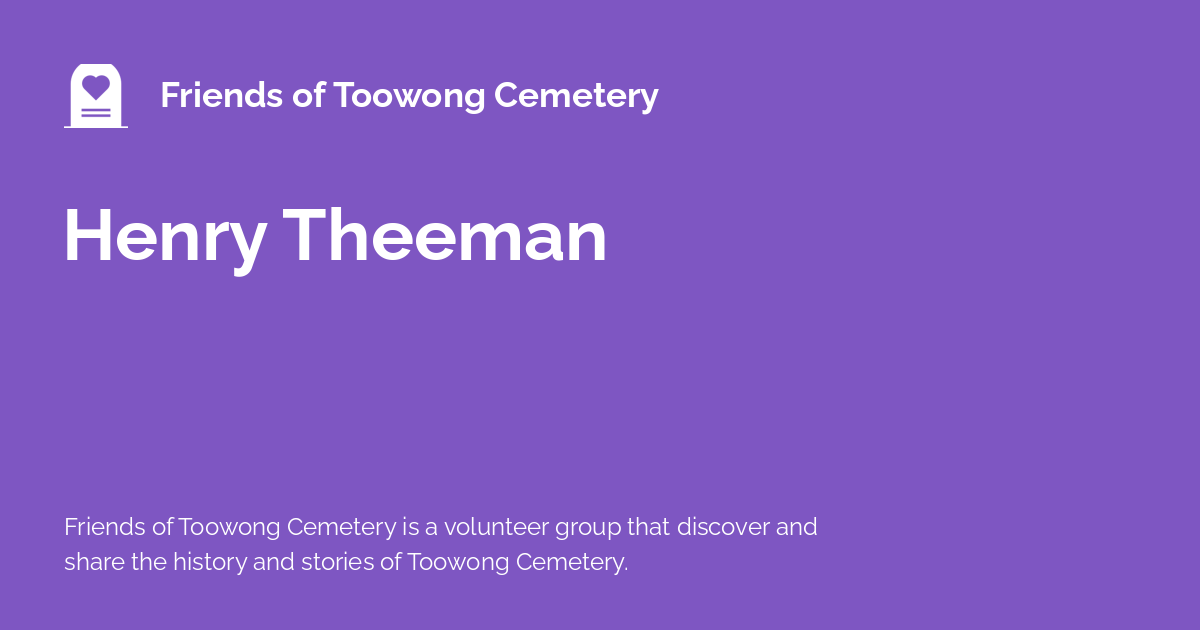 Friends of Toowong Cemetery
Henry Theeman
Friends of Toowong Cemetery is a volunteer group that discover and
share the history and stories of Toowong Cemetery.